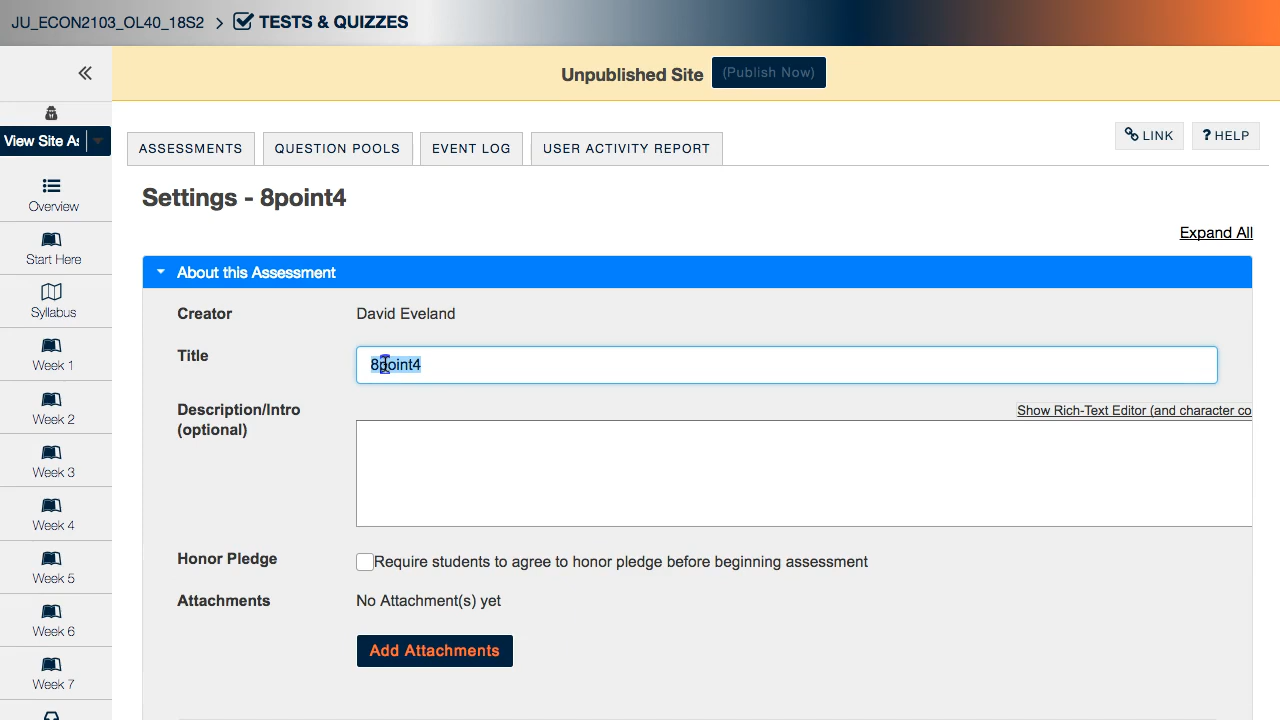 JU_ECON2103_OL40_18S2 > TESTS & QUIZZES
Unpublished Site (Publish Now)
View Site As
LINK
? HELP
ASSESSMENTS
QUESTION POOLS
EVENT LOG
USER ACTIVITY REPORT
Overview
Start Here
Syllabus
Week 1
Week 2
Week 3
Week 4
Week 5
Week 6
Week 7
Settings - 8point4
Expand All
About this Assessment
Creator David Eveland
Title 8point4
Description/Intro
(optional)
Show Rich-Text Editor (and character co
Honor Pledge Require students to agree to honor pledge before beginning assessment
Attachments No Attachment(s) yet
Add Attachments